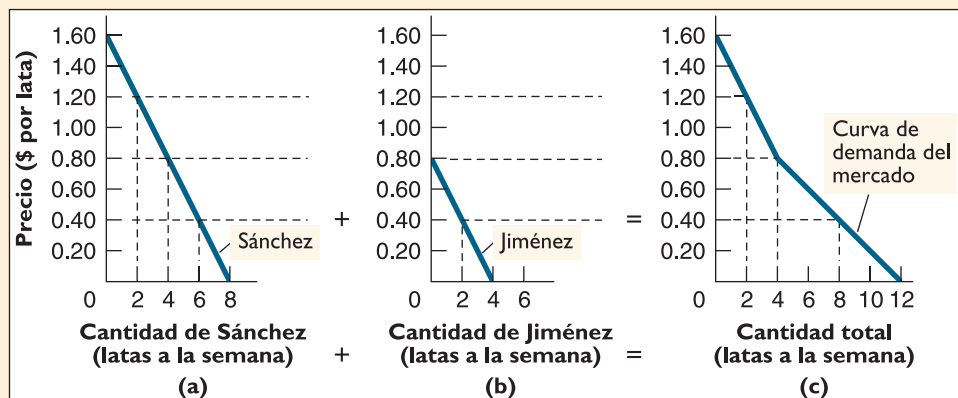 Precio ($ por lata)
1.60
1.40
1.20
1.00
0.80
0.60
0.40
0.20
0
2 4 6 8
Sánchez
Cantidad de Sánchez
(latas a la semana)
(a)
+
+
1.60
1.40
1.20
1.00
0.80
0.60
0.40
0.20
0
2 4 6
Jiménez
Cantidad de Jiménez
(latas a la semana)
(b)
=
=
1.60
1.40
1.20
1.00
0.80
0.60
0.40
0.20
0
2 4 6 8 10 12
Curva de
demanda del
mercado
Cantidad total
(latas a la semana)
(c)